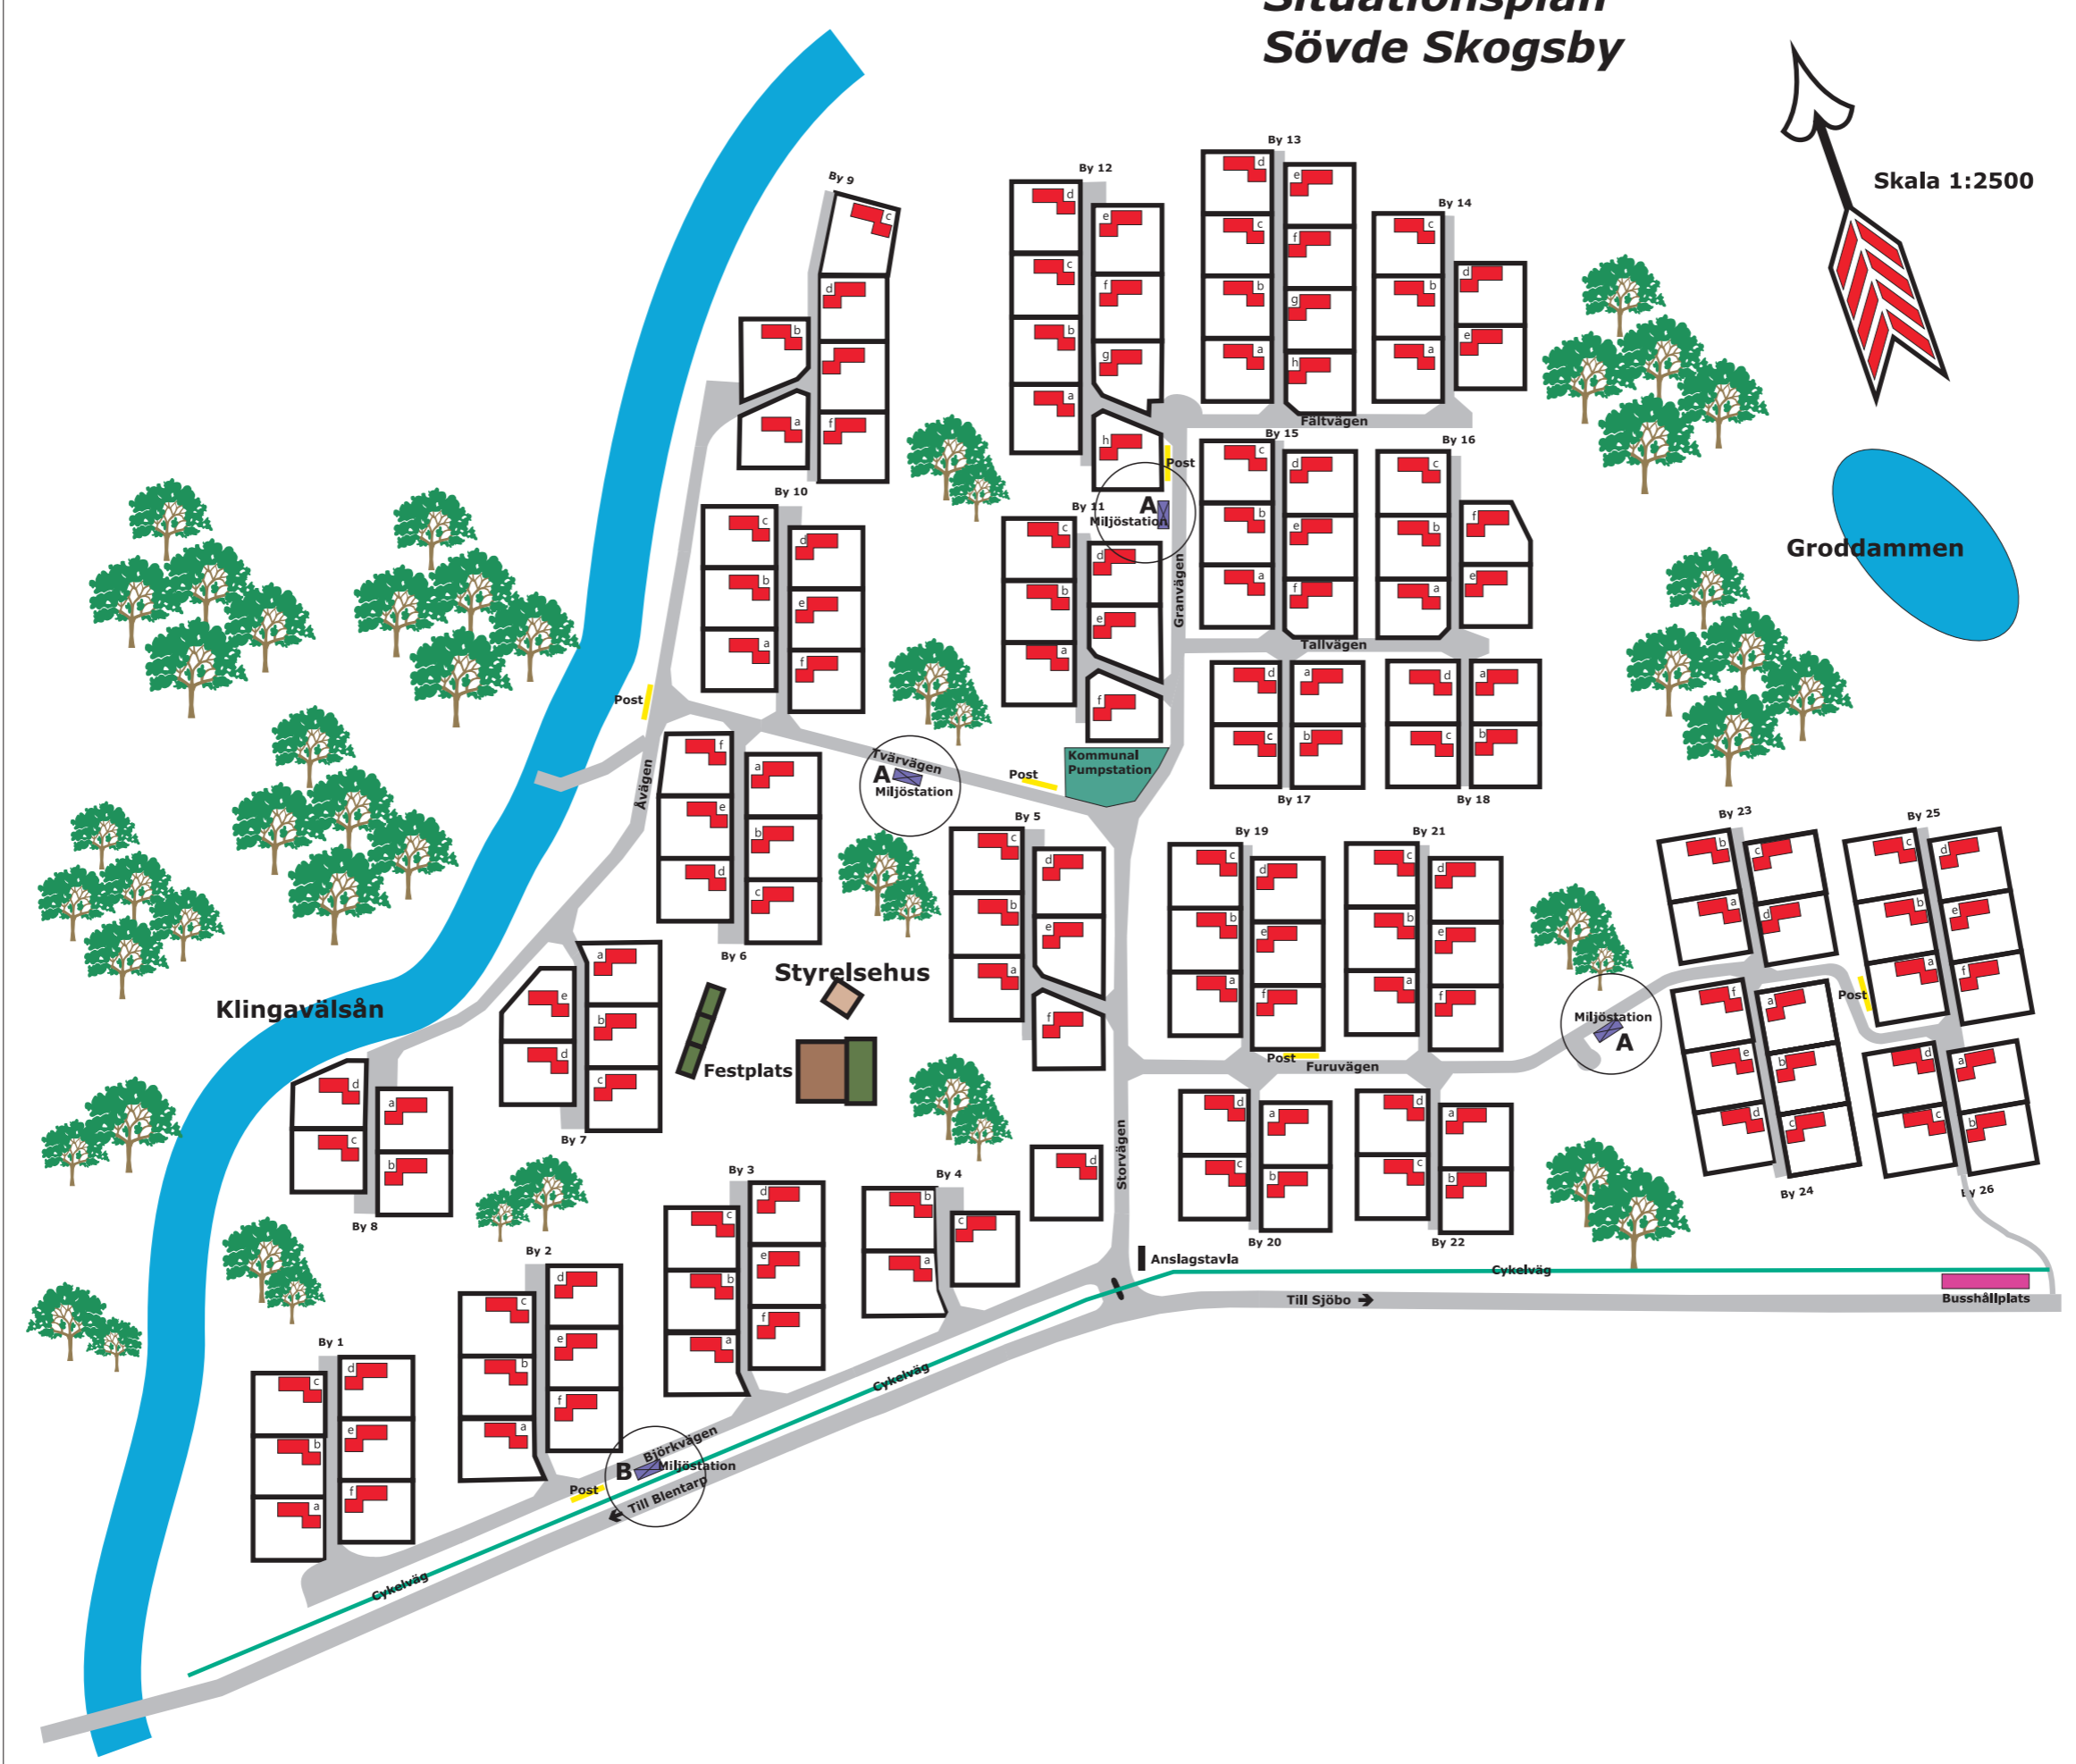 Situationsplan
Sövde Skogsby
Skala 1:2500
By 13
d
e
c
f
b
g
a
h
By 14
c
d
b
e
a
By 12
d
e
c
f
b
g
a
h
By 9
c
d
b
a
f
Fältvägen
By 15
c
d
b
e
a
f
By 16
c
f
b
e
a
Post
A
Miljöstation
By 10
c
d
b
e
a
f
By 11
c
d
b
e
a
f
Granvägen
Groddammen
Tallvägen
Post
d
a
c
b
By 17
d
a
c
b
By 18
Kommunal
Pumpstation
Tvärvägen
A
Miljöstation
Post
Åvägen
f
a
e
b
d
c
By 6
By 5
c
d
b
e
a
f
By 19
c
d
b
e
a
f
By 21
c
d
b
e
a
f
By 23
b
c
a
d
By 25
c
d
b
e
a
f
Post
Miljöstation
A
Styrelsehus
Festplats
Klingavälsån
a
e
b
d
c
By 7
d
a
c
b
By 8
Post
Furuvägen
f
a
e
b
d
c
By 24
d
a
c
b
By 26
Storvägen
d
a
c
b
By 20
d
a
c
b
By 22
By 3
d
c
e
b
f
a
By 4
b
c
a
d
Anslagstavla
Cykelväg
Till Sjöbo
Busshållplats
By 2
d
c
e
b
f
a
By 1
d
c
e
b
f
a
Cykelväg
Björkvägen
B
Miljöstation
Post
Till Blentarp
Cykelväg